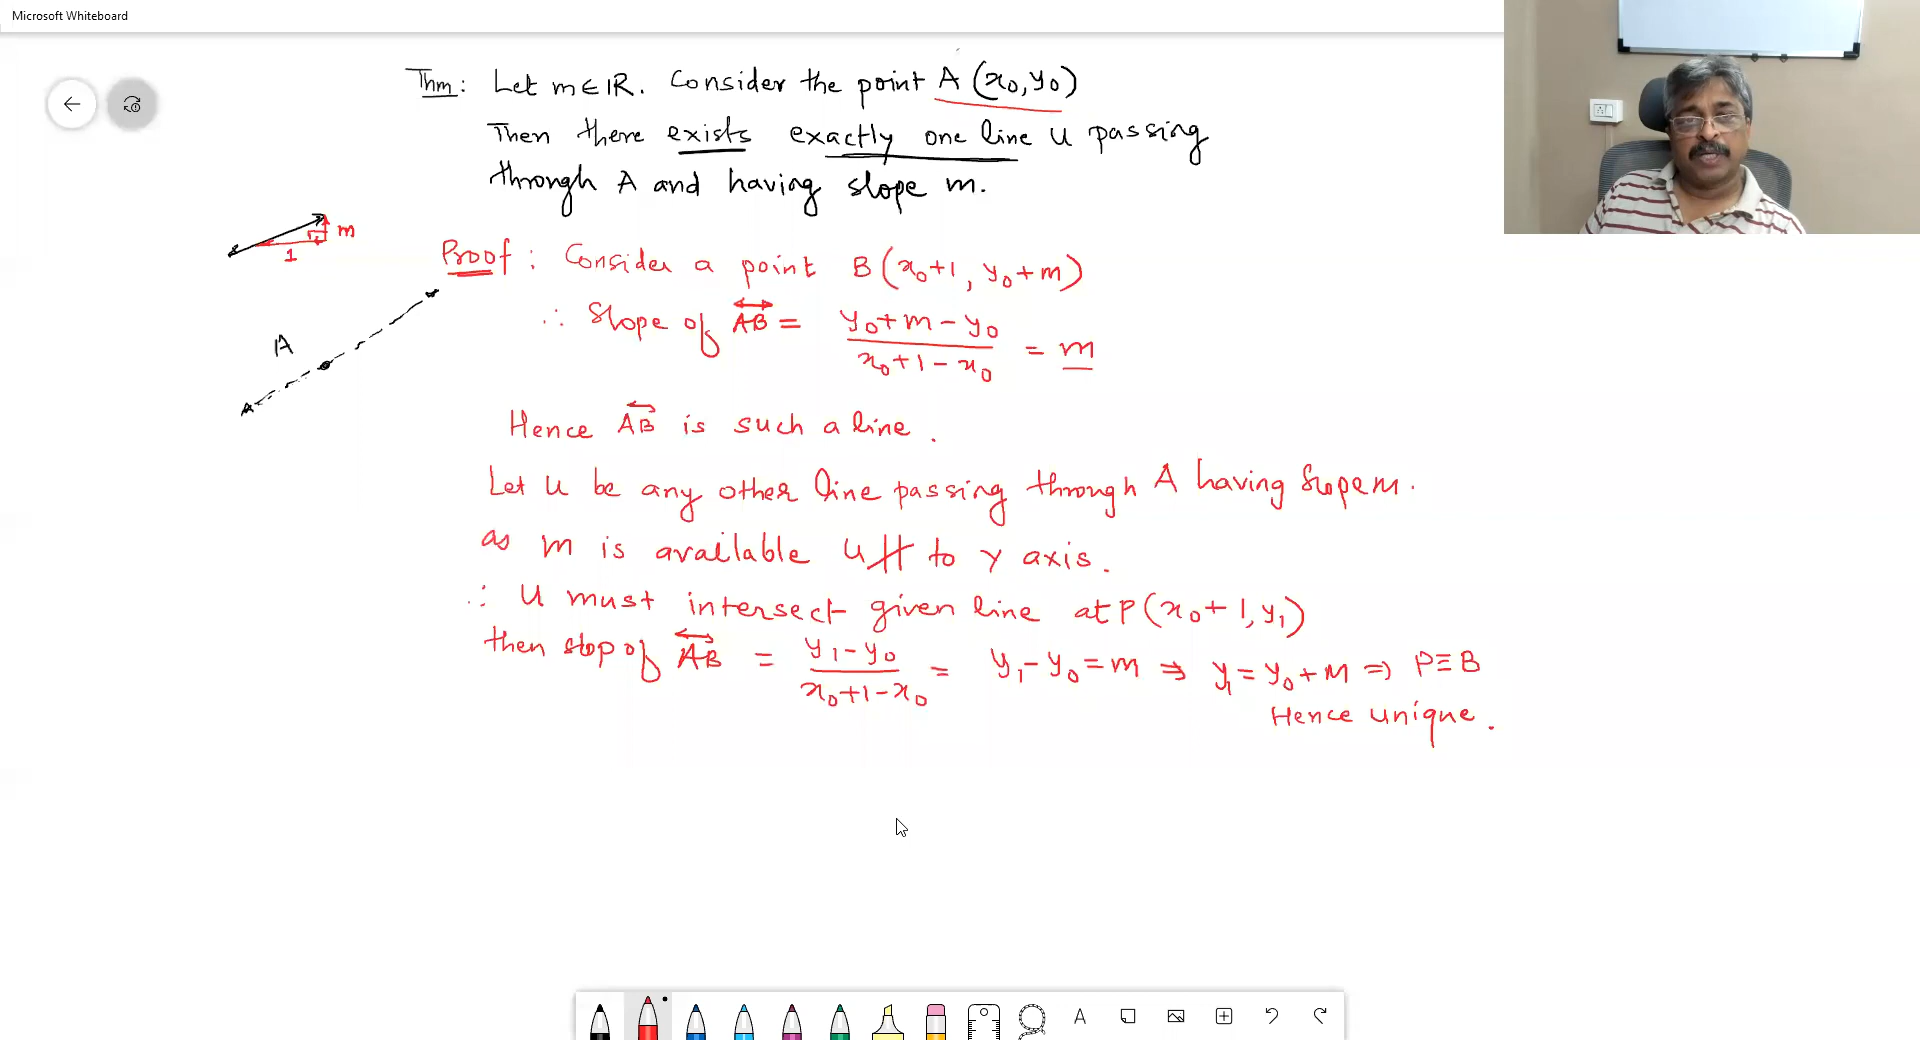 Microsoft Whiteboard
Thm: Let m ∈ IR. Consider the point A (x₀, y₀)
Then there exists exactly one line u passing
through A and having slope m.
m
1
A
Proof: Consider a point B(x₀+1, y₀+m)
∴ Slope of AB = (y₀+m-y₀)/(x₀+1-x₀) = m
Hence AB is such a line.
Let u be any other line passing through A having slope m.
as m is available u ∦ to Y axis.
∴ u must intersect given line at P(x₀+1, y₁)
then slop of AB = (y₁-y₀)/(x₀+1-x₀) = y₁-y₀=m ⇒ y₁=y₀+m ⇒ P≡B
Hence unique.
A